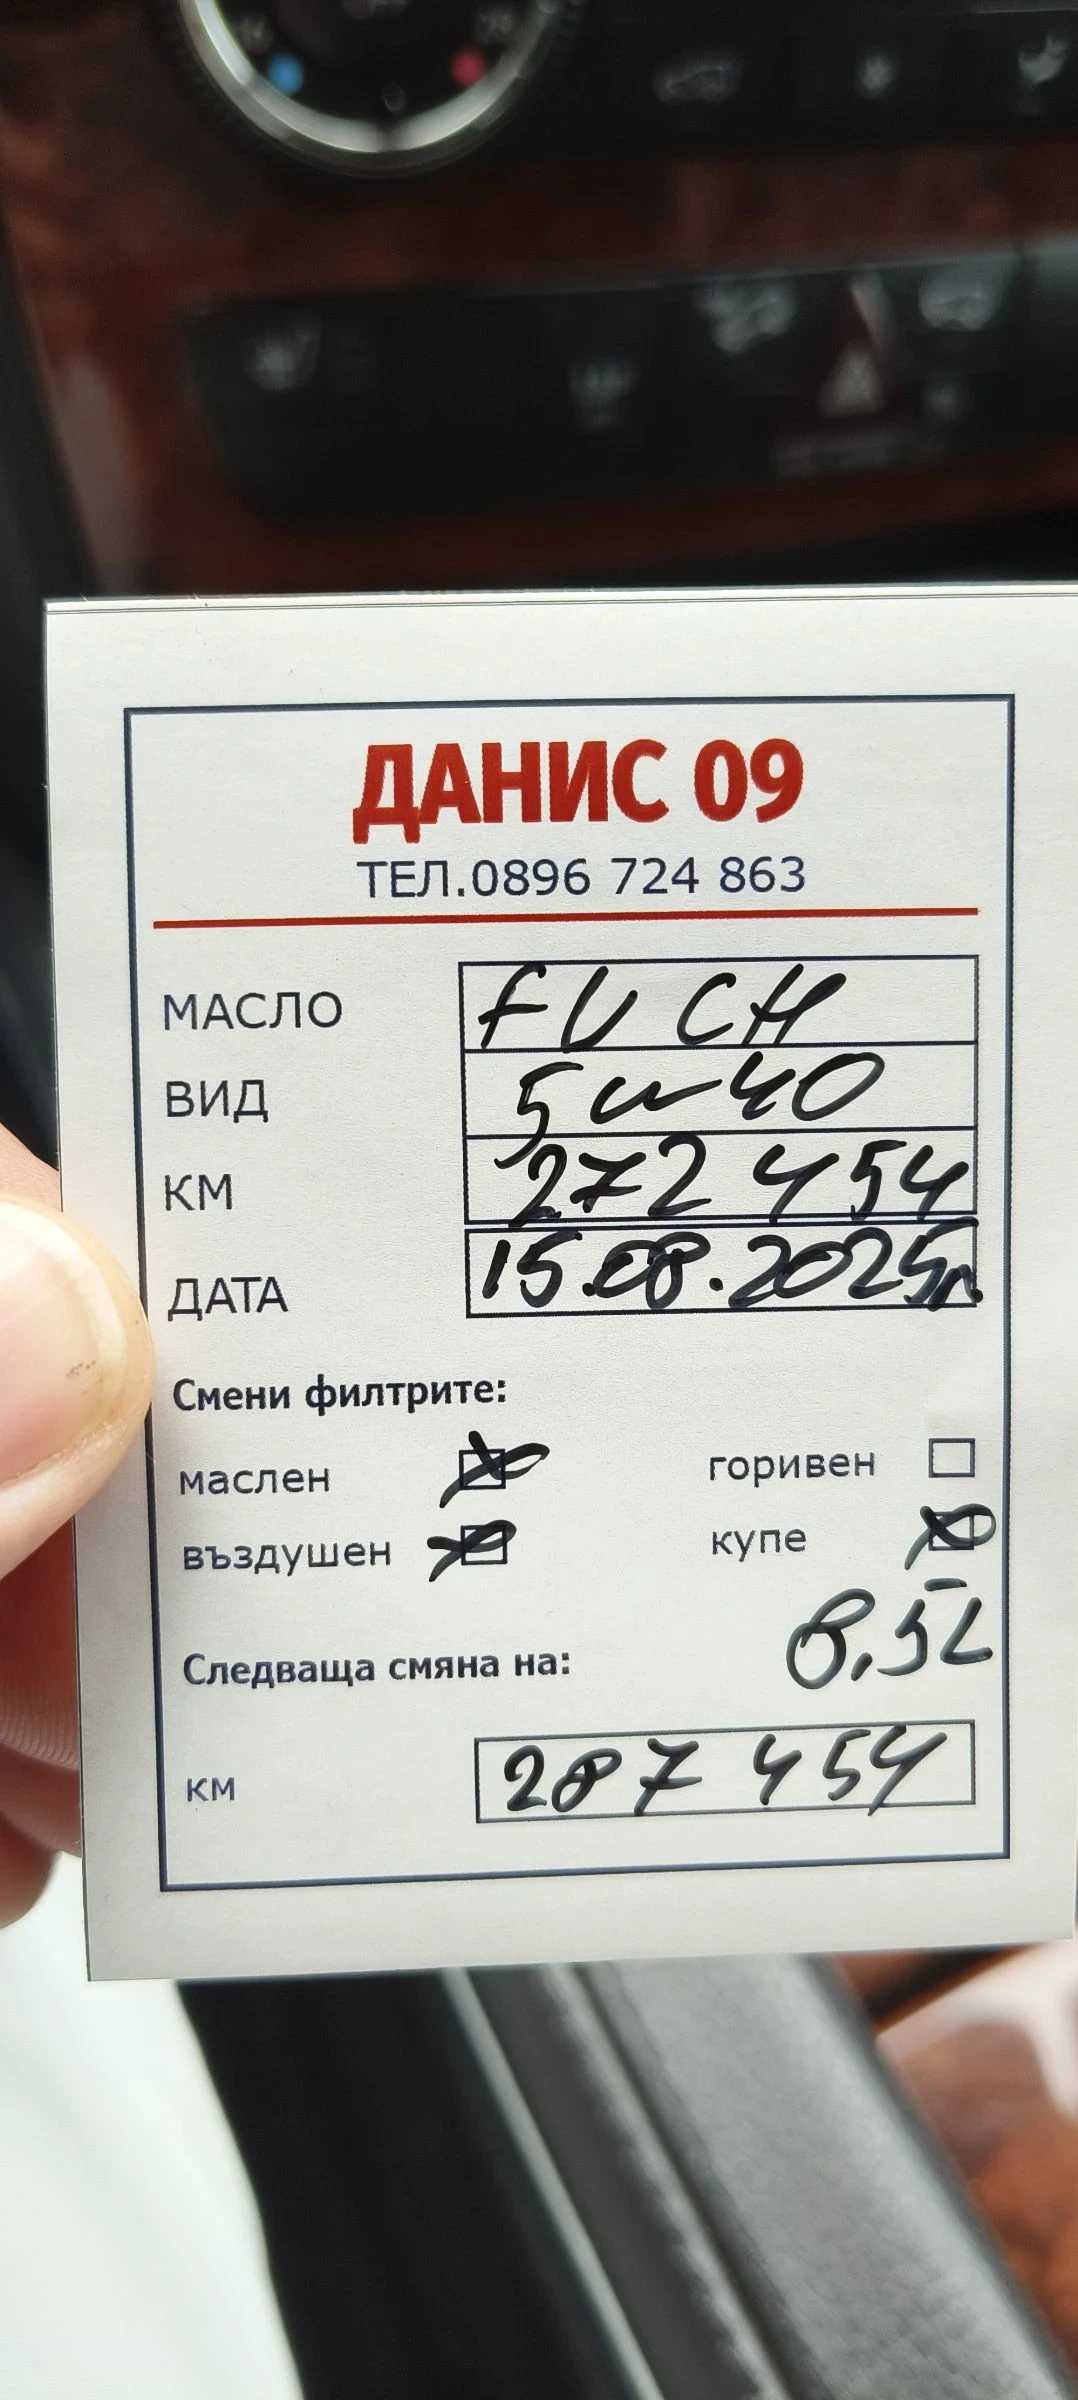 ДАНИС 09
ТЕЛ.0896 724 863
МАСЛО FUCH
ВИД 5w40
КМ 272 454
ДАТА 15.08.2025г.
Смени филтрите:
маслен горивен
въздушен купе
8,5L
Следваща смяна на:
км 287 454